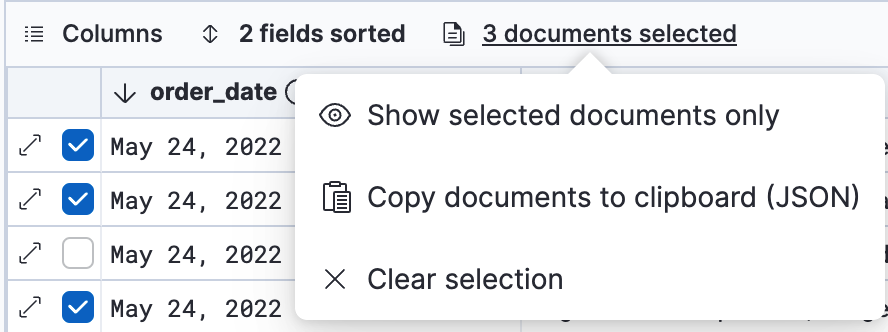 Columns 2 fields sorted 3 documents selected
order_date
Show selected documents only
May 24, 2022
May 24, 2022
Copy documents to clipboard (JSON)
May 24, 2022
Clear selection
May 24, 2022